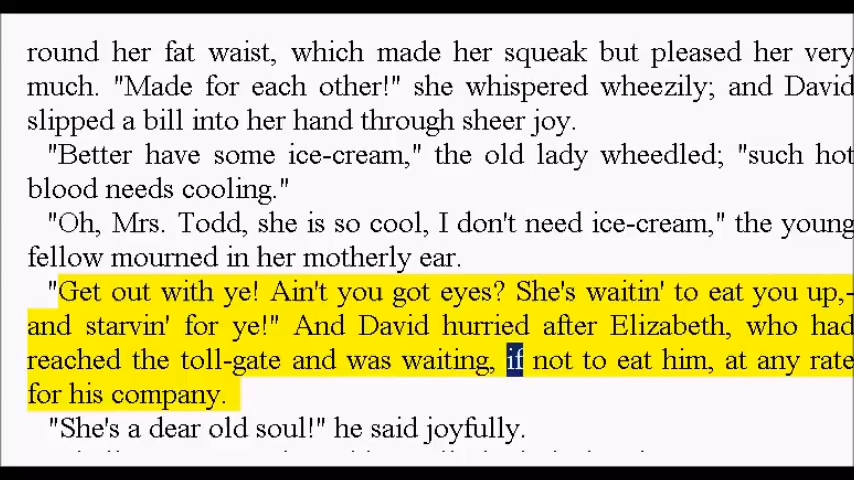 round her fat waist, which made her squeak but pleased her very
much. "Made for each other!" she whispered wheezily; and David
slipped a bill into her hand through sheer joy.
"Better have some ice-cream," the old lady wheedled; "such hot
blood needs cooling."
"Oh, Mrs. Todd, she is so cool, I don't need ice-cream," the young
fellow mourned in her motherly ear.
"Get out with ye! Ain't you got eyes? She's waitin' to eat you up,-
and starvin' for ye!" And David hurried after Elizabeth, who had
reached the toll-gate and was waiting, if not to eat him, at any rate
for his company.
"She's a dear old soul!" he said joyfully.